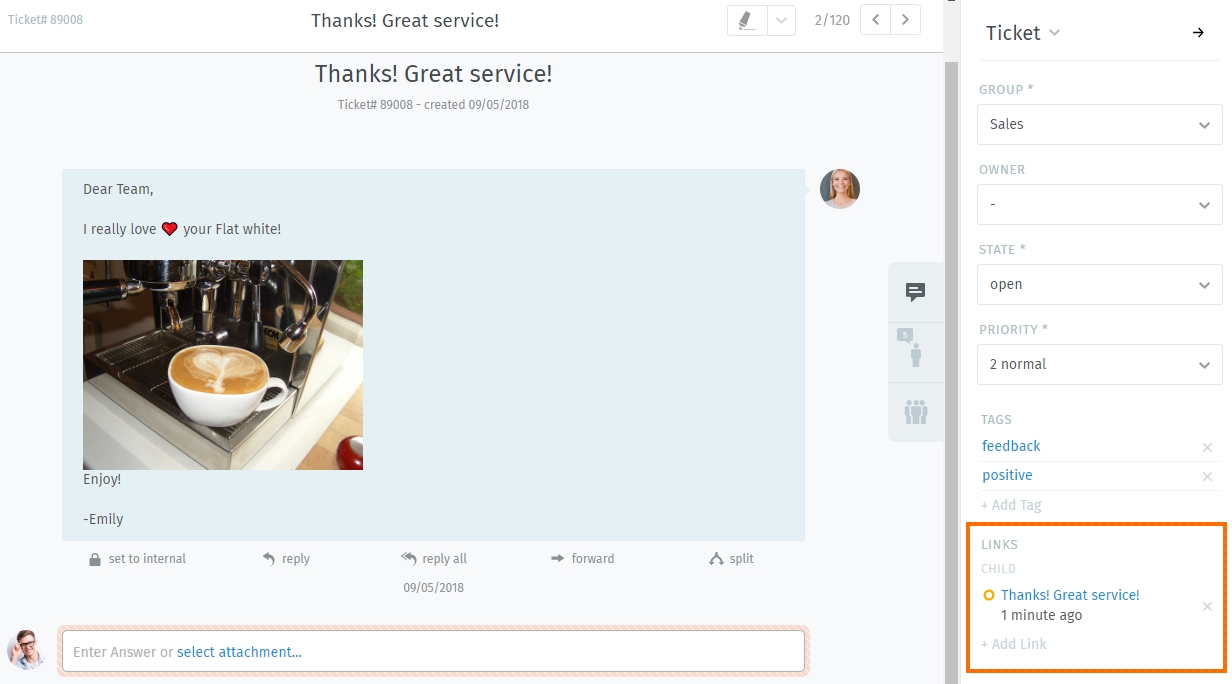 Ticket# 89008
Thanks! Great service!
2/120
Thanks! Great service!
Ticket# 89008 - created 09/05/2018
Dear Team,
I really love ❤ your Flat white!
Enjoy!
-Emily
set to internal
reply
reply all
forward
split
09/05/2018
Enter Answer or select attachment...
5
Ticket
GROUP *
Sales
OWNER
-
STATE *
open
PRIORITY *
2 normal
TAGS
feedback
positive
+ Add Tag
LINKS
CHILD
Thanks! Great service!
1 minute ago
+ Add Link